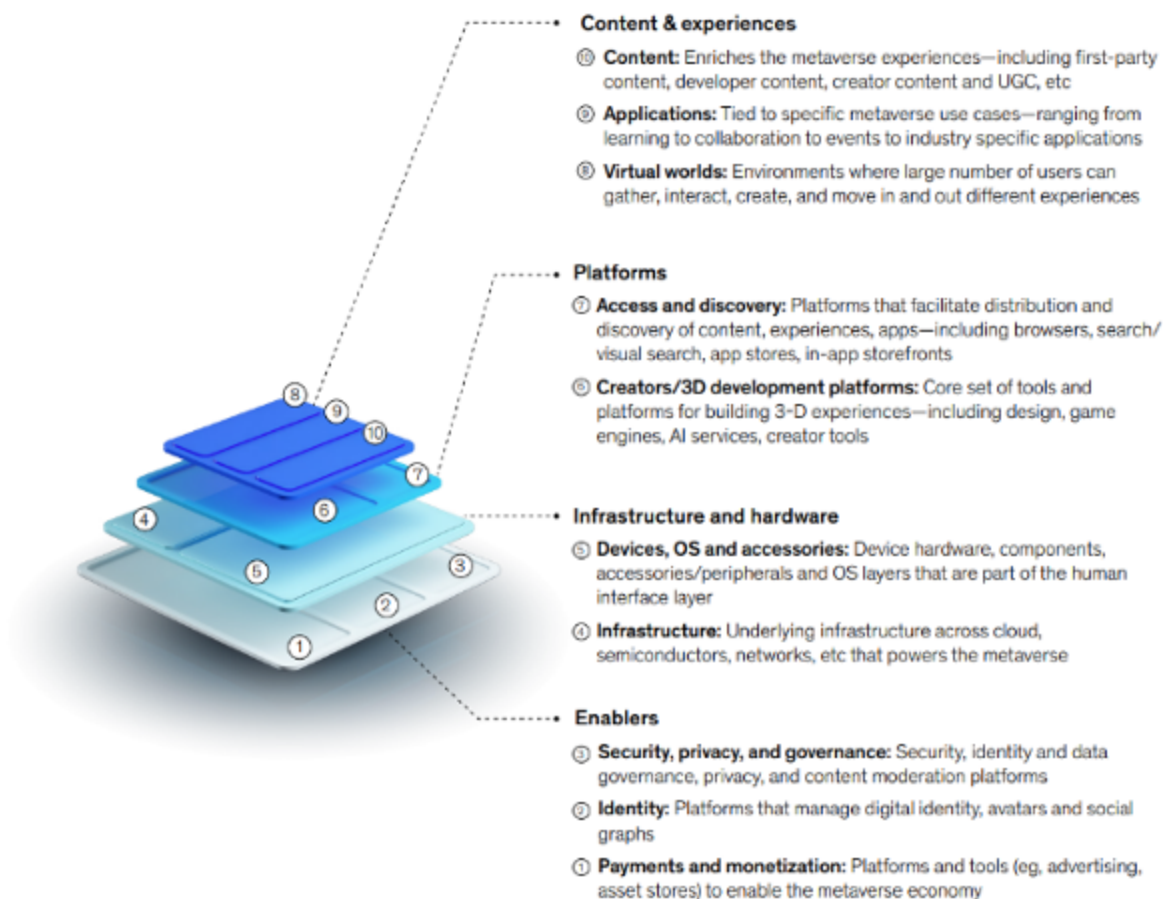 Content & experiences
⑩ Content: Enriches the metaverse experiences—including first-party
content, developer content, creator content and UGC, etc
⑨ Applications: Tied to specific metaverse use cases—ranging from
learning to collaboration to events to industry specific applications
⑧ Virtual worlds: Environments where large number of users can
gather, interact, create, and move in and out different experiences
Platforms
⑦ Access and discovery: Platforms that facilitate distribution and
discovery of content, experiences, apps—including browsers, search/
visual search, app stores, in-app storefronts
⑥ Creators/3D development platforms: Core set of tools and
platforms for building 3-D experiences—including design, game
engines, AI services, creator tools
Infrastructure and hardware
⑤ Devices, OS and accessories: Device hardware, components,
accessories/peripherals and OS layers that are part of the human
interface layer
④ Infrastructure: Underlying infrastructure across cloud,
semiconductors, networks, etc that powers the metaverse
Enablers
③ Security, privacy, and governance: Security, identity and data
governance, privacy, and content moderation platforms
② Identity: Platforms that manage digital identity, avatars and social
graphs
① Payments and monetization: Platforms and tools (eg, advertising,
asset stores) to enable the metaverse economy
⑧
⑨
⑩
⑦
⑥
④
⑤
③
②
①